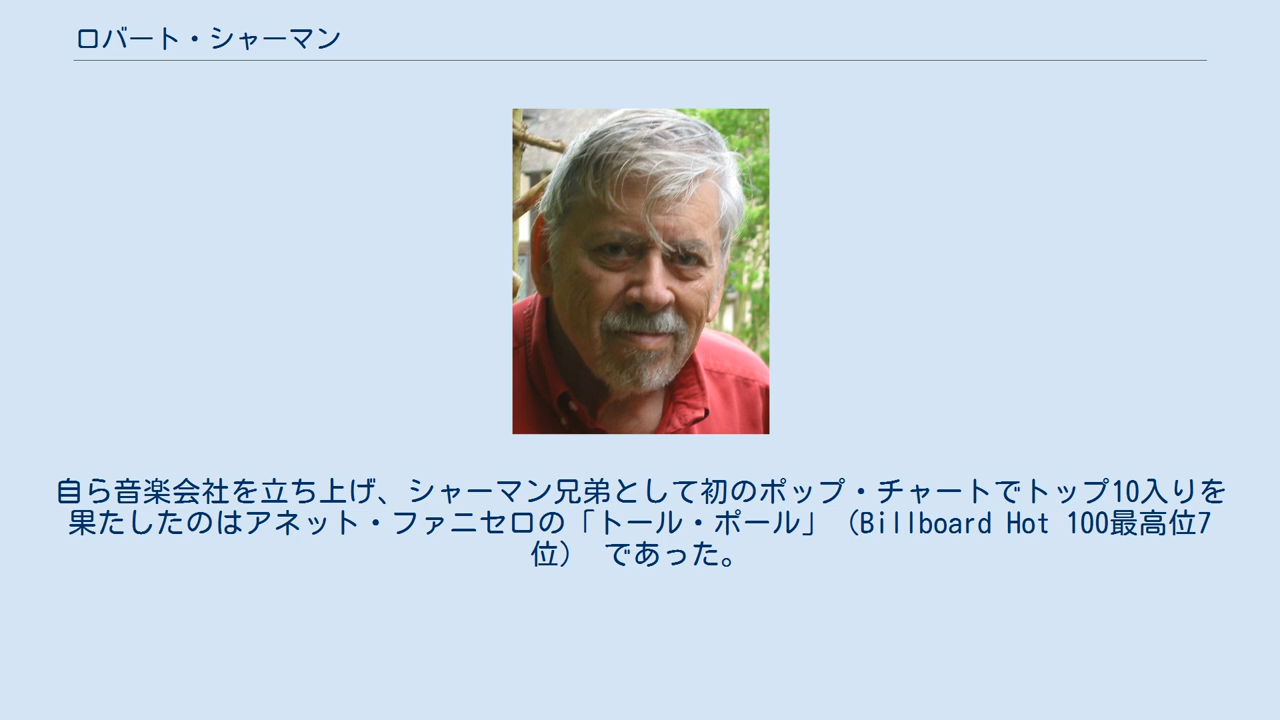 ロバート・シャーマン
自ら音楽会社を立ち上げ、シャーマン兄弟として初のポップ・チャートでトップ10入りを
果たしたのはアネット・ファニセロの「トール・ポール」（Billboard Hot 100最高位7
位） であった。